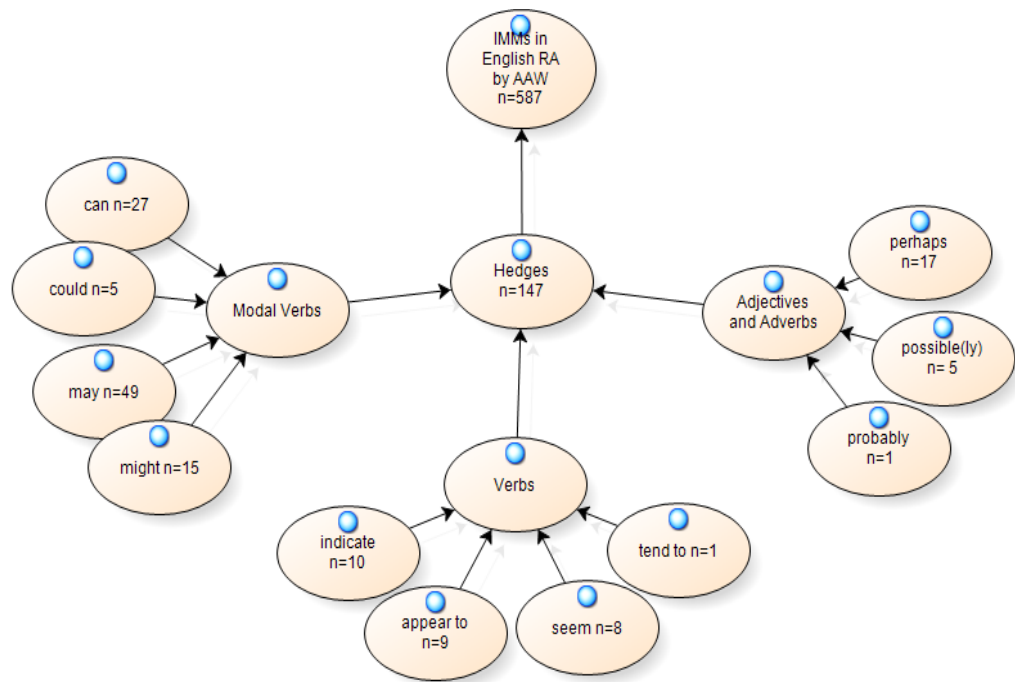 IMMs in
English RA
by AAW
n=587
can n=27
could n=5
Modal Verbs
may n=49
might n=15
Hedges
n=147
perhaps
n=17
Adjectives
and Adverbs
possible(ly)
n= 5
probably
n=1
Verbs
indicate
n=10
appear to
n=9
seem n=8
tend to n=1